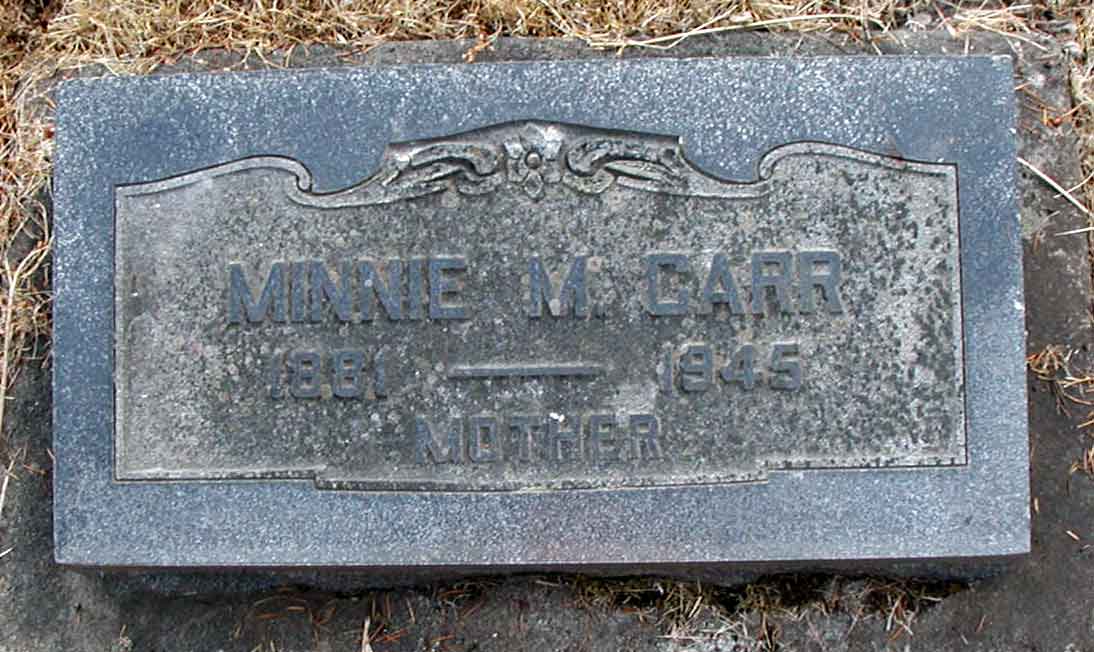 MINNIE M. CARR
1881 — 1945
MOTHER